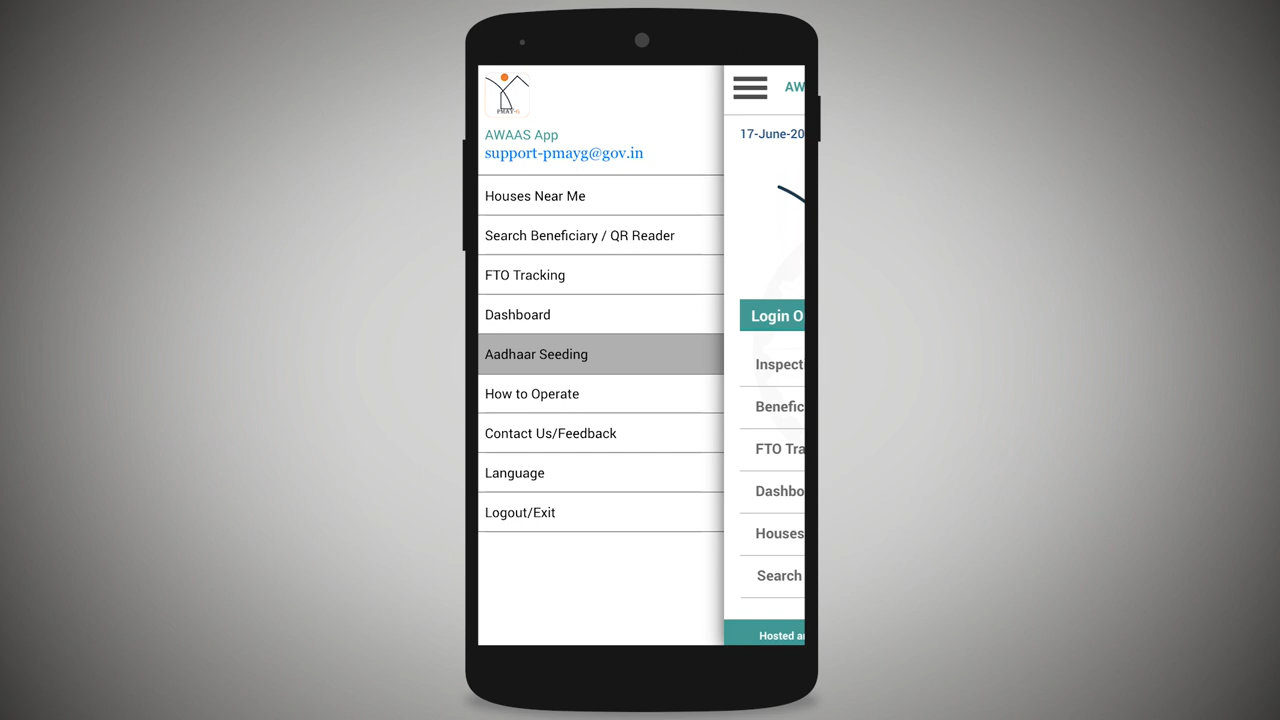 PMAY-G
AWAAS App
support-pmayg@gov.in
Houses Near Me
Search Beneficiary / QR Reader
FTO Tracking
Dashboard
Aadhaar Seeding
How to Operate
Contact Us/Feedback
Language
Logout/Exit
AW
17-June-20
Login O
Inspect
Benefic
FTO Tra
Dashbo
Houses
Search
Hosted a